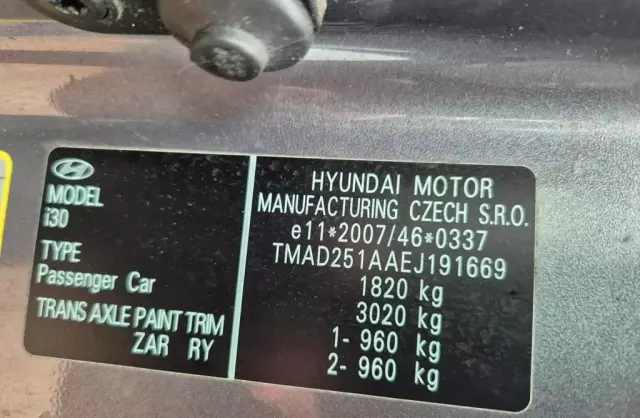 MODEL
i30
TYPE
Passenger Car
TRANS AXLE PAINT TRIM
ZAR RY
HYUNDAI MOTOR
MANUFACTURING CZECH S.R.O.
e11*2007/46*0337
TMAD251AAEJ191669
1820 kg
3020 kg
1- 960 kg
2- 960 kg